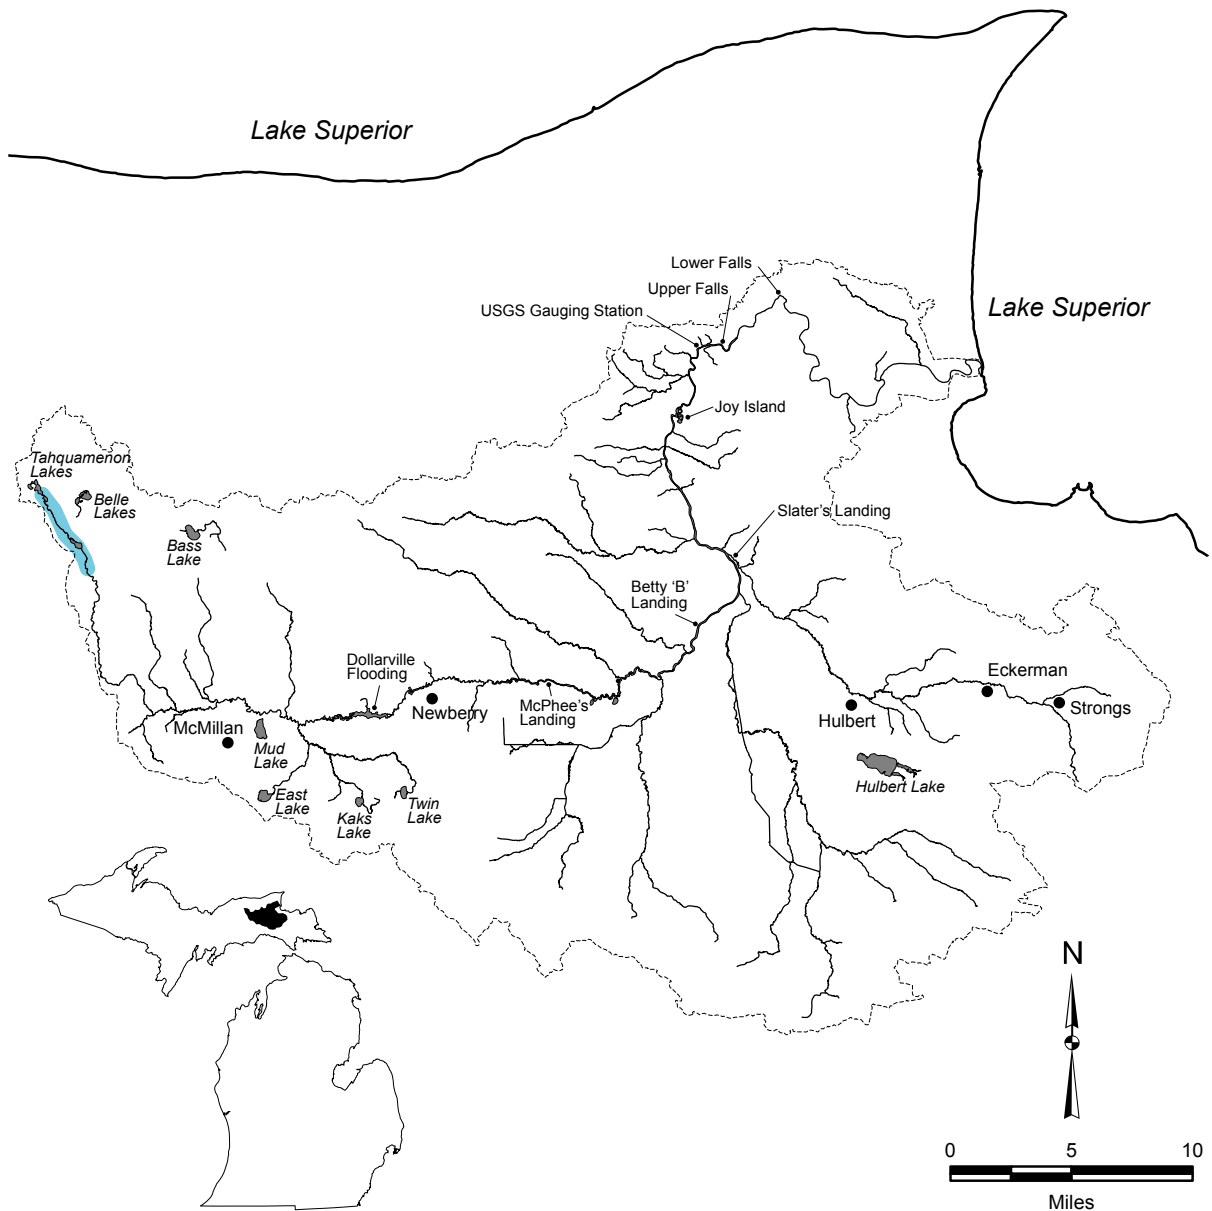 Lake Superior
Lower Falls
Upper Falls
USGS Gauging Station
Lake Superior
Joy Island
Tahquamenon
Lakes
Belle
Lakes
Bass
Lake
Slater's Landing
Betty ‘B’
Landing
Dollarville
Flooding
Eckerman
McPhee's
Landing
Newberry
Strongs
Hulbert
McMillan
Mud
Lake
Hulbert Lake
East
Lake
Kaks
Lake
Twin
Lake
N
0 5 10
Miles